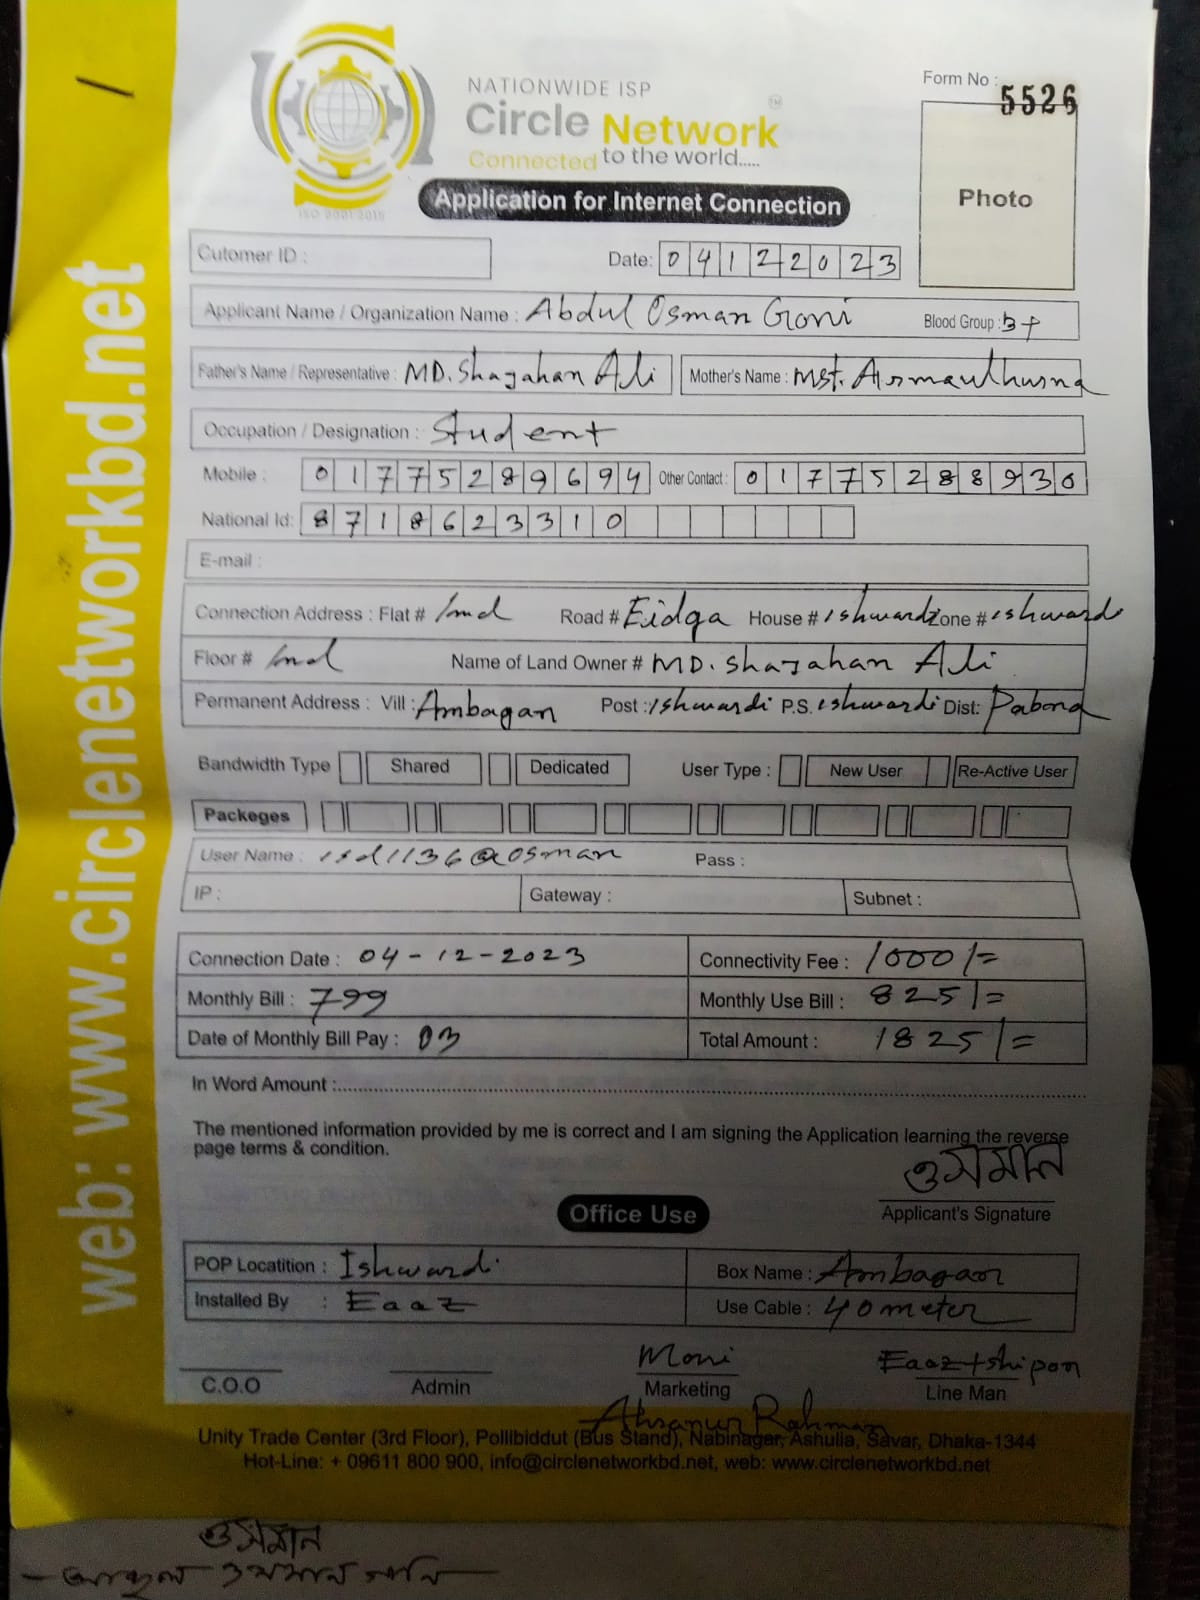 NATIONWIDE ISP
Circle Network TM
Connected to the world.....
ISO 9001:2015
Form No : 5526
Photo
Application for Internet Connection
Cutomer ID :
Date: 04122023
Applicant Name / Organization Name : Abdul Osman Goni Blood Group : B+
Father's Name / Representative : MD. Shajahan Ali Mother's Name : Mst.
Occupation / Designation : Student
Mobile : 01775289694 Other Contact : 01775288930
National Id: 8718623310
E-mail :
Connection Address : Flat # Road # Eidga House # ishwardi Zone # ishwardi
Floor # Name of Land Owner # MD. shajahan Ali
Permanent Address : Vill : Ambagan Post : ishwardi P.S. ishwardi Dist: Pabona
Bandwidth Type Shared Dedicated User Type : New User Re-Active User
Packeges
User Name : isd1136@osman Pass :
IP : Gateway : Subnet :
Connection Date : 04-12-2023 Connectivity Fee : 1000/=
Monthly Bill : 799 Monthly Use Bill : 825/=
Date of Monthly Bill Pay : 03 Total Amount : 1825/=
In Word Amount :
The mentioned information provided by me is correct and I am signing the Application learning the reverse
page terms & condition.
ওসমান
Applicant's Signature
Office Use
POP Locatition : Ishwardi Box Name : Ambagan
Installed By : Eaaz Use Cable : 40 meter
Moni Eaaz+shipon
C.O.O Admin Marketing Line Man
Ahsanur Rahman
Unity Trade Center (3rd Floor), Pollibiddut (Bus Stand), Nabinagar, Ashulia, Savar, Dhaka-1344
Hot-Line: + 09611 800 900, info@circlenetworkbd.net, web: www.circlenetworkbd.net
web: www.circlenetworkbd.net
ওসমান